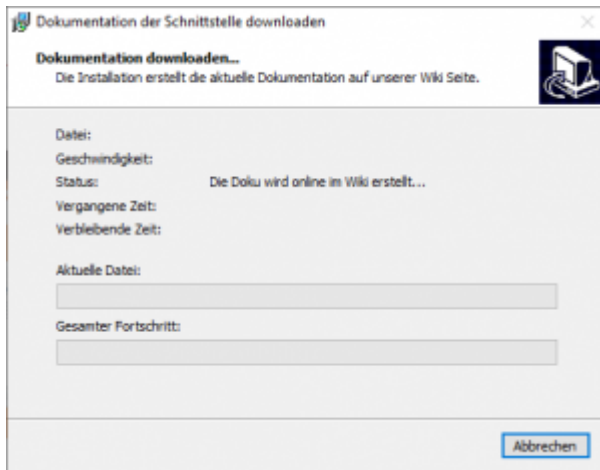 Dokumentation der Schnittstelle downloaden
Dokumentation downloaden...
Die Installation erstellt die aktuelle Dokumentation auf unserer Wiki Seite.
Datei:
Geschwindigkeit:
Status: Die Doku wird online im Wiki erstellt...
Vergangene Zeit:
Verbleibende Zeit:
Aktuelle Datei:
Gesamter Fortschritt:
Abbrechen